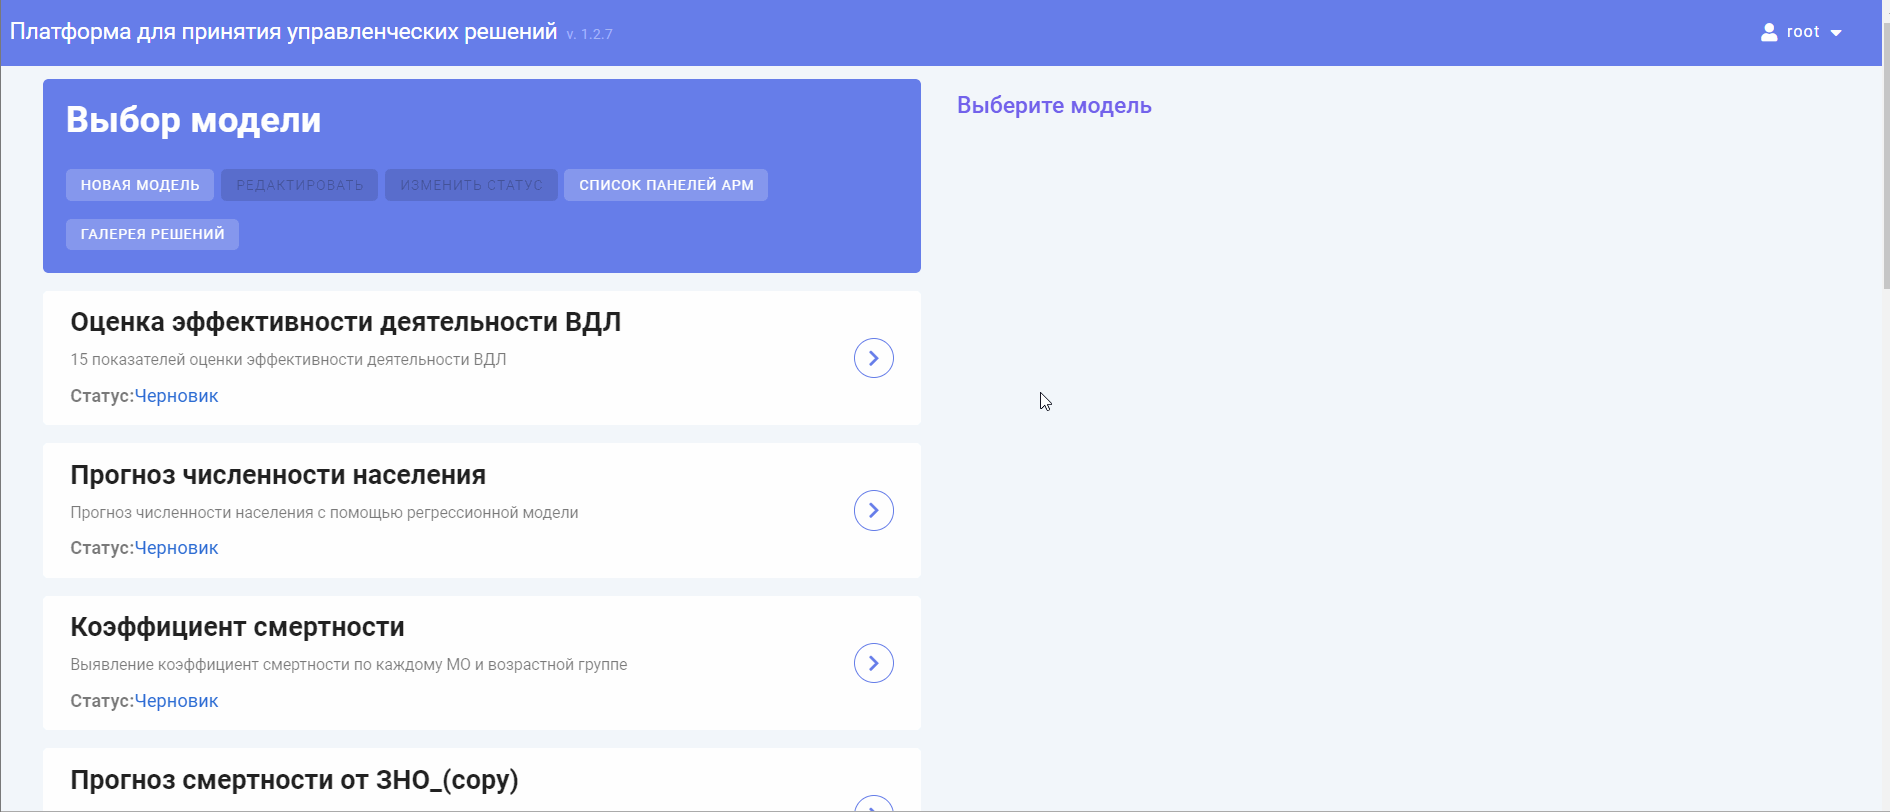 Платформа для принятия управленческих решений v. 1.2.7
root
Выбор модели
НОВАЯ МОДЕЛЬ РЕДАКТИРОВАТЬ ИЗМЕНИТЬ СТАТУС СПИСОК ПАНЕЛЕЙ АРМ
ГАЛЕРЕЯ РЕШЕНИЙ
Оценка эффективности деятельности ВДЛ
15 показателей оценки эффективности деятельности ВДЛ
Статус:Черновик
Прогноз численности населения
Прогноз численности населения с помощью регрессионной модели
Статус:Черновик
Коэффициент смертности
Выявление коэффициент смертности по каждому МО и возрастной группе
Статус:Черновик
Прогноз смертности от ЗНО_(copy)
Выберите модель